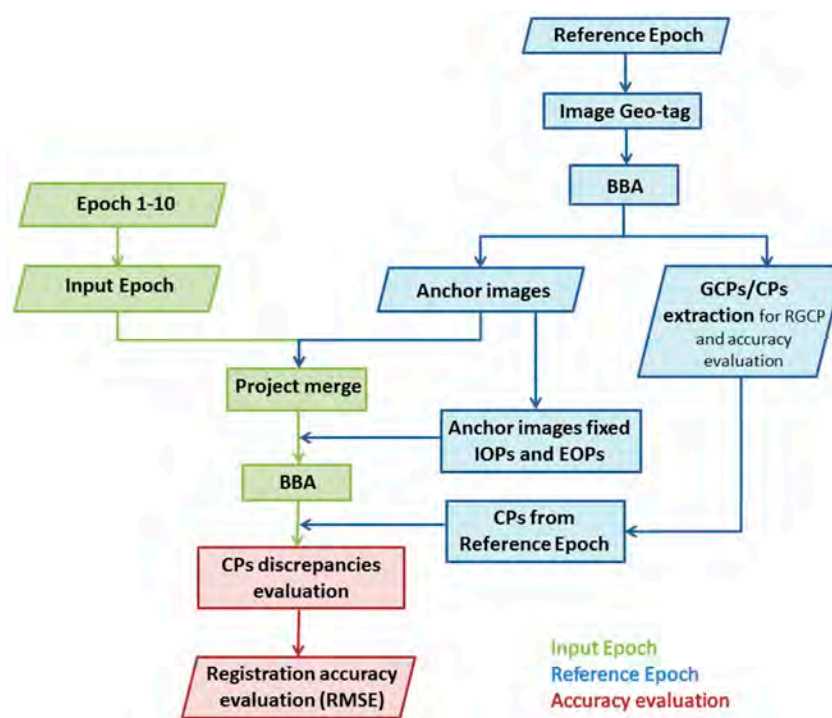 Reference Epoch
Image Geo-tag
BBA
Epoch 1-10
Input Epoch
Anchor images
GCPs/CPs
extraction for RGCP
and accuracy
evaluation
Project merge
Anchor images fixed
IOPs and EOPs
BBA
CPs from
Reference Epoch
CPs discrepancies
evaluation
Registration accuracy
evaluation (RMSE)
Input Epoch
Reference Epoch
Accuracy evaluation